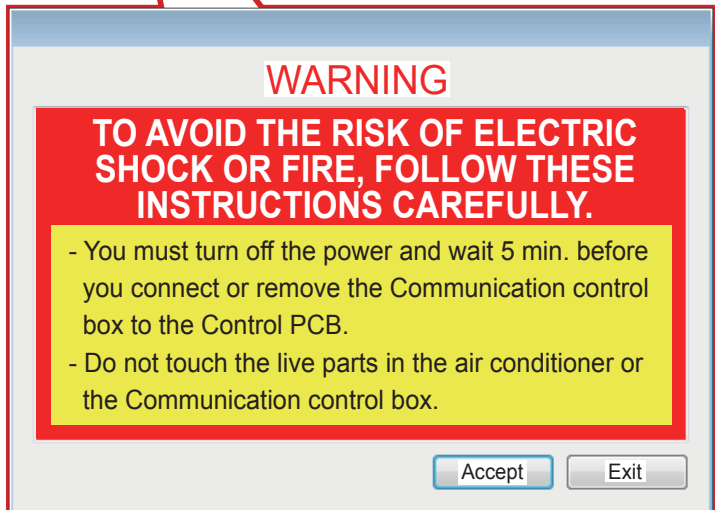 WARNING
TO AVOID THE RISK OF ELECTRIC
SHOCK OR FIRE, FOLLOW THESE
INSTRUCTIONS CAREFULLY.
- You must turn off the power and wait 5 min. before
you connect or remove the Communication control
box to the Control PCB.
- Do not touch the live parts in the air conditioner or
the Communication control box.
Accept Exit